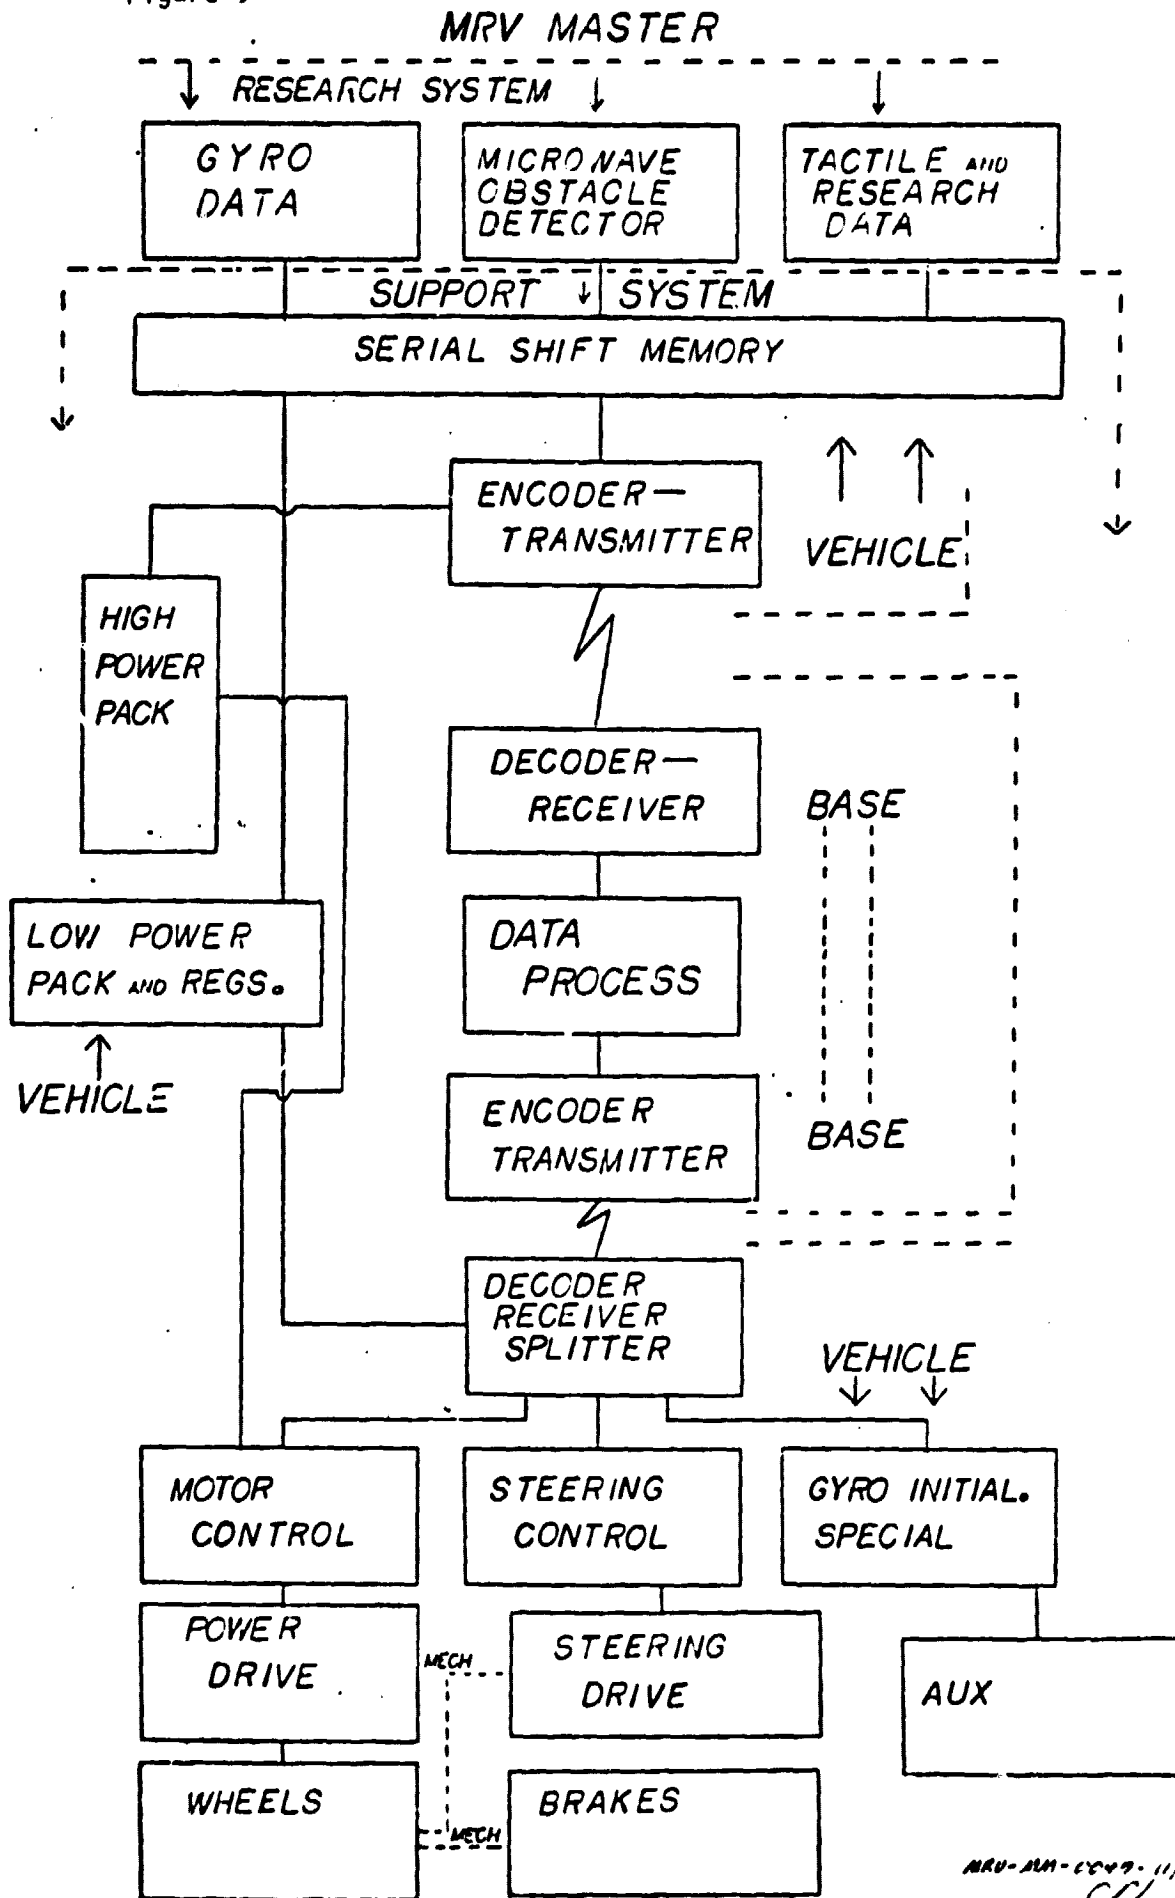 Figure
MRV MASTER
RESEARCH SYSTEM
GYRO
DATA
MICROWAVE
OBSTACLE
DETECTOR
TACTILE AND
RESEARCH
DATA
SUPPORT SYSTEM
SERIAL SHIFT MEMORY
ENCODER—
TRANSMITTER
VEHICLE
HIGH
POWER
PACK
DECODER—
RECEIVER
BASE
LOW POWER
PACK AND REGS.
DATA
PROCESS
VEHICLE
ENCODER
TRANSMITTER
BASE
DECODER
RECEIVER
SPLITTER
VEHICLE
MOTOR
CONTROL
STEERING
CONTROL
GYRO INITIAL.
SPECIAL
POWER
DRIVE
MECH
STEERING
DRIVE
AUX
WHEELS
MECH
BRAKES